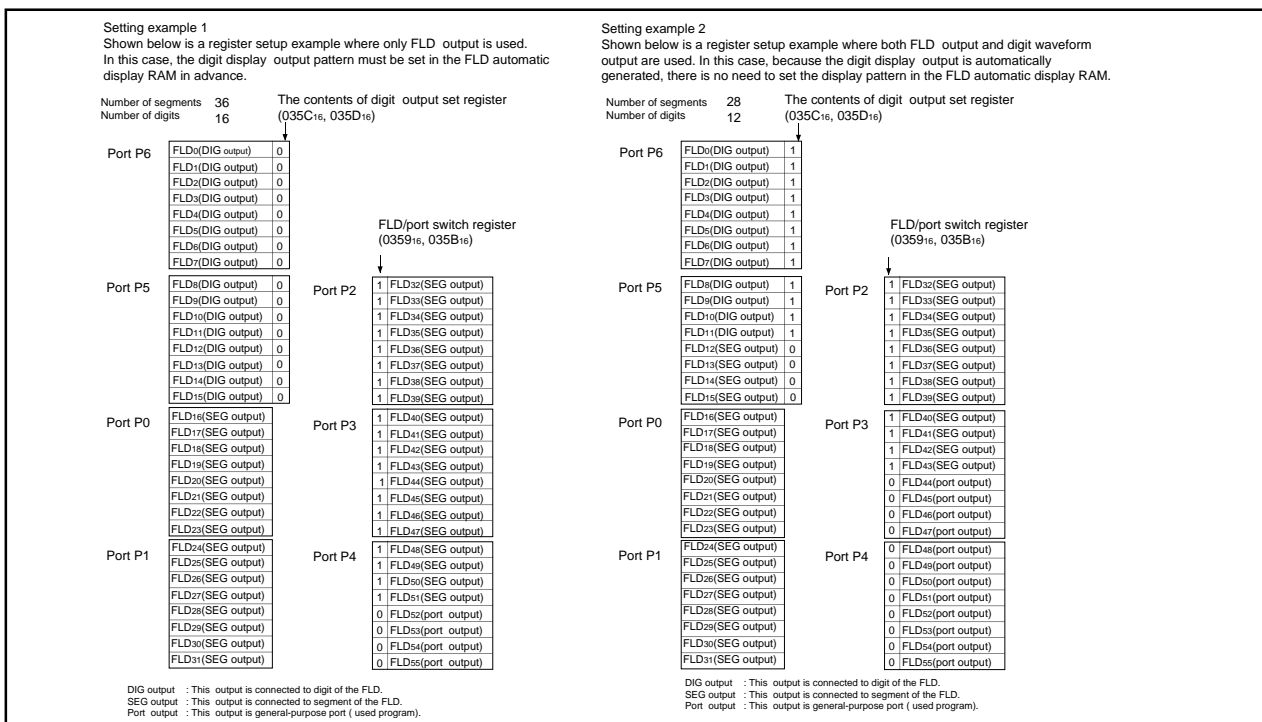 Setting example 1
Shown below is a register setup example where only FLD output is used.
In this case, the digit display output pattern must be set in the FLD automatic
display RAM in advance.
Number of segments 36
Number of digits 16
The contents of digit output set register
(035C16, 035D16)
Port P6
FLD0(DIG output) 0
FLD1(DIG output) 0
FLD2(DIG output) 0
FLD3(DIG output) 0
FLD4(DIG output) 0
FLD5(DIG output) 0
FLD6(DIG output) 0
FLD7(DIG output) 0
Port P5
FLD8(DIG output) 0
FLD9(DIG output) 0
FLD10(DIG output) 0
FLD11(DIG output) 0
FLD12(DIG output) 0
FLD13(DIG output) 0
FLD14(DIG output) 0
FLD15(DIG output) 0
Port P0
FLD16(SEG output)
FLD17(SEG output)
FLD18(SEG output)
FLD19(SEG output)
FLD20(SEG output)
FLD21(SEG output)
FLD22(SEG output)
FLD23(SEG output)
Port P1
FLD24(SEG output)
FLD25(SEG output)
FLD26(SEG output)
FLD27(SEG output)
FLD28(SEG output)
FLD29(SEG output)
FLD30(SEG output)
FLD31(SEG output)
FLD/port switch register
(035916, 035B16)
Port P2
1 FLD32(SEG output)
1 FLD33(SEG output)
1 FLD34(SEG output)
1 FLD35(SEG output)
1 FLD36(SEG output)
1 FLD37(SEG output)
1 FLD38(SEG output)
1 FLD39(SEG output)
Port P3
1 FLD40(SEG output)
1 FLD41(SEG output)
1 FLD42(SEG output)
1 FLD43(SEG output)
1 FLD44(SEG output)
1 FLD45(SEG output)
1 FLD46(SEG output)
1 FLD47(SEG output)
Port P4
1 FLD48(SEG output)
1 FLD49(SEG output)
1 FLD50(SEG output)
1 FLD51(SEG output)
0 FLD52(port output)
0 FLD53(port output)
0 FLD54(port output)
0 FLD55(port output)
DIG output : This output is connected to digit of the FLD.
SEG output : This output is connected to segment of the FLD.
Port output : This output is general-purpose port ( used program).
Setting example 2
Shown below is a register setup example where both FLD output and digit waveform
output are used. In this case, because the digit display output is automatically
generated, there is no need to set the display pattern in the FLD automatic display RAM.
Number of segments 28
Number of digits 12
The contents of digit output set register
(035C16, 035D16)
Port P6
FLD0(DIG output) 1
FLD1(DIG output) 1
FLD2(DIG output) 1
FLD3(DIG output) 1
FLD4(DIG output) 1
FLD5(DIG output) 1
FLD6(DIG output) 1
FLD7(DIG output) 1
Port P5
FLD8(DIG output) 1
FLD9(DIG output) 1
FLD10(DIG output) 1
FLD11(DIG output) 1
FLD12(SEG output) 0
FLD13(SEG output) 0
FLD14(SEG output) 0
FLD15(SEG output) 0
Port P0
FLD16(SEG output)
FLD17(SEG output)
FLD18(SEG output)
FLD19(SEG output)
FLD20(SEG output)
FLD21(SEG output)
FLD22(SEG output)
FLD23(SEG output)
Port P1
FLD24(SEG output)
FLD25(SEG output)
FLD26(SEG output)
FLD27(SEG output)
FLD28(SEG output)
FLD29(SEG output)
FLD30(SEG output)
FLD31(SEG output)
FLD/port switch register
(035916, 035B16)
Port P2
1 FLD32(SEG output)
1 FLD33(SEG output)
1 FLD34(SEG output)
1 FLD35(SEG output)
1 FLD36(SEG output)
1 FLD37(SEG output)
1 FLD38(SEG output)
1 FLD39(SEG output)
Port P3
1 FLD40(SEG output)
1 FLD41(SEG output)
1 FLD42(SEG output)
1 FLD43(SEG output)
0 FLD44(port output)
0 FLD45(port output)
0 FLD46(port output)
0 FLD47(port output)
Port P4
0 FLD48(port output)
0 FLD49(port output)
0 FLD50(port output)
0 FLD51(port output)
0 FLD52(port output)
0 FLD53(port output)
0 FLD54(port output)
0 FLD55(port output)
DIG output : This output is connected to digit of the FLD.
SEG output : This output is connected to segment of the FLD.
Port output : This output is general-purpose port ( used program).